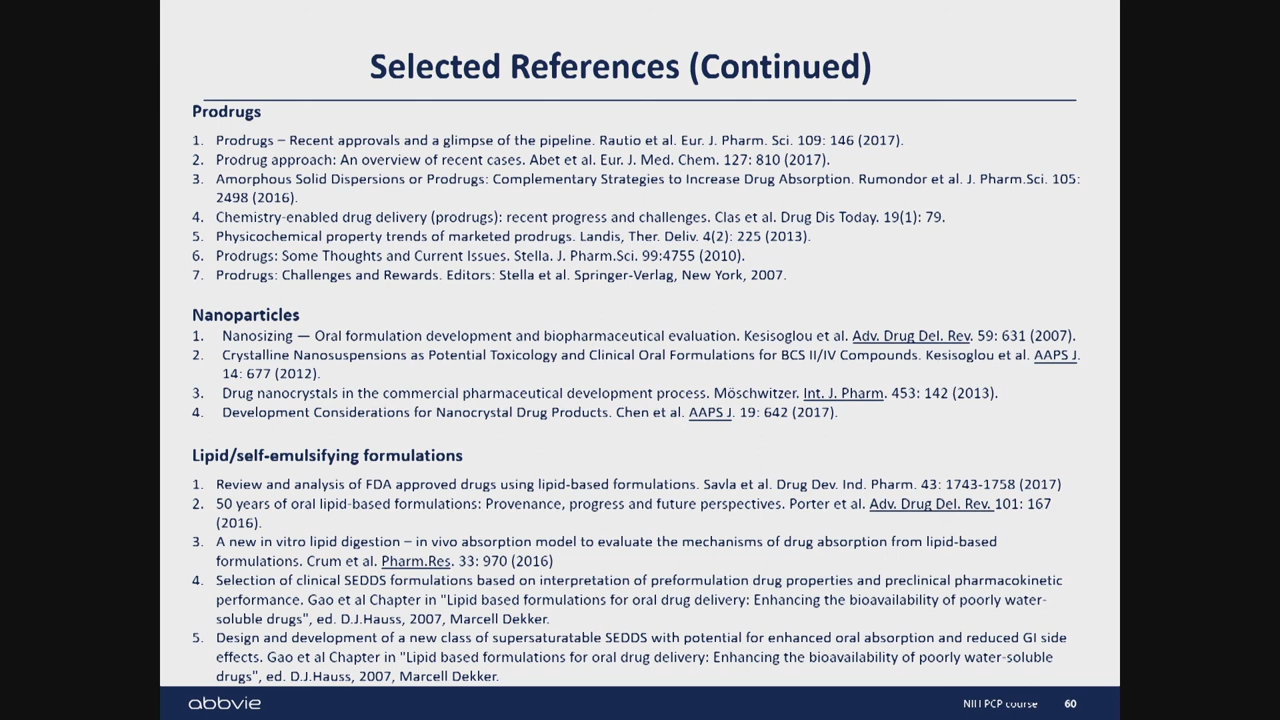 Selected References (Continued)
Prodrugs
1. Prodrugs – Recent approvals and a glimpse of the pipeline. Rautio et al. Eur. J. Pharm. Sci. 109: 146 (2017).
2. Prodrug approach: An overview of recent cases. Abet et al. Eur. J. Med. Chem. 127: 810 (2017).
3. Amorphous Solid Dispersions or Prodrugs: Complementary Strategies to Increase Drug Absorption. Rumondor et al. J. Pharm.Sci. 105:
2498 (2016).
4. Chemistry-enabled drug delivery (prodrugs): recent progress and challenges. Clas et al. Drug Dis Today. 19(1): 79.
5. Physicochemical property trends of marketed prodrugs. Landis, Ther. Deliv. 4(2): 225 (2013).
6. Prodrugs: Some Thoughts and Current Issues. Stella. J. Pharm.Sci. 99:4755 (2010).
7. Prodrugs: Challenges and Rewards. Editors: Stella et al. Springer-Verlag, New York, 2007.
Nanoparticles
1. Nanosizing — Oral formulation development and biopharmaceutical evaluation. Kesisoglou et al. Adv. Drug Del. Rev. 59: 631 (2007).
2. Crystalline Nanosuspensions as Potential Toxicology and Clinical Oral Formulations for BCS II/IV Compounds. Kesisoglou et al. AAPS J.
14: 677 (2012).
3. Drug nanocrystals in the commercial pharmaceutical development process. Möschwitzer. Int. J. Pharm. 453: 142 (2013).
4. Development Considerations for Nanocrystal Drug Products. Chen et al. AAPS J. 19: 642 (2017).
Lipid/self-emulsifying formulations
1. Review and analysis of FDA approved drugs using lipid-based formulations. Savla et al. Drug Dev. Ind. Pharm. 43: 1743-1758 (2017)
2. 50 years of oral lipid-based formulations: Provenance, progress and future perspectives. Porter et al. Adv. Drug Del. Rev. 101: 167
(2016).
3. A new in vitro lipid digestion – in vivo absorption model to evaluate the mechanisms of drug absorption from lipid-based
formulations. Crum et al. Pharm.Res. 33: 970 (2016)
4. Selection of clinical SEDDS formulations based on interpretation of preformulation drug properties and preclinical pharmacokinetic
performance. Gao et al Chapter in "Lipid based formulations for oral drug delivery: Enhancing the bioavailability of poorly water-
soluble drugs", ed. D.J.Hauss, 2007, Marcell Dekker.
5. Design and development of a new class of supersaturatable SEDDS with potential for enhanced oral absorption and reduced GI side
effects. Gao et al Chapter in "Lipid based formulations for oral drug delivery: Enhancing the bioavailability of poorly water-soluble
drugs", ed. D.J.Hauss, 2007, Marcell Dekker.
abbvie
NIH PCP course 60